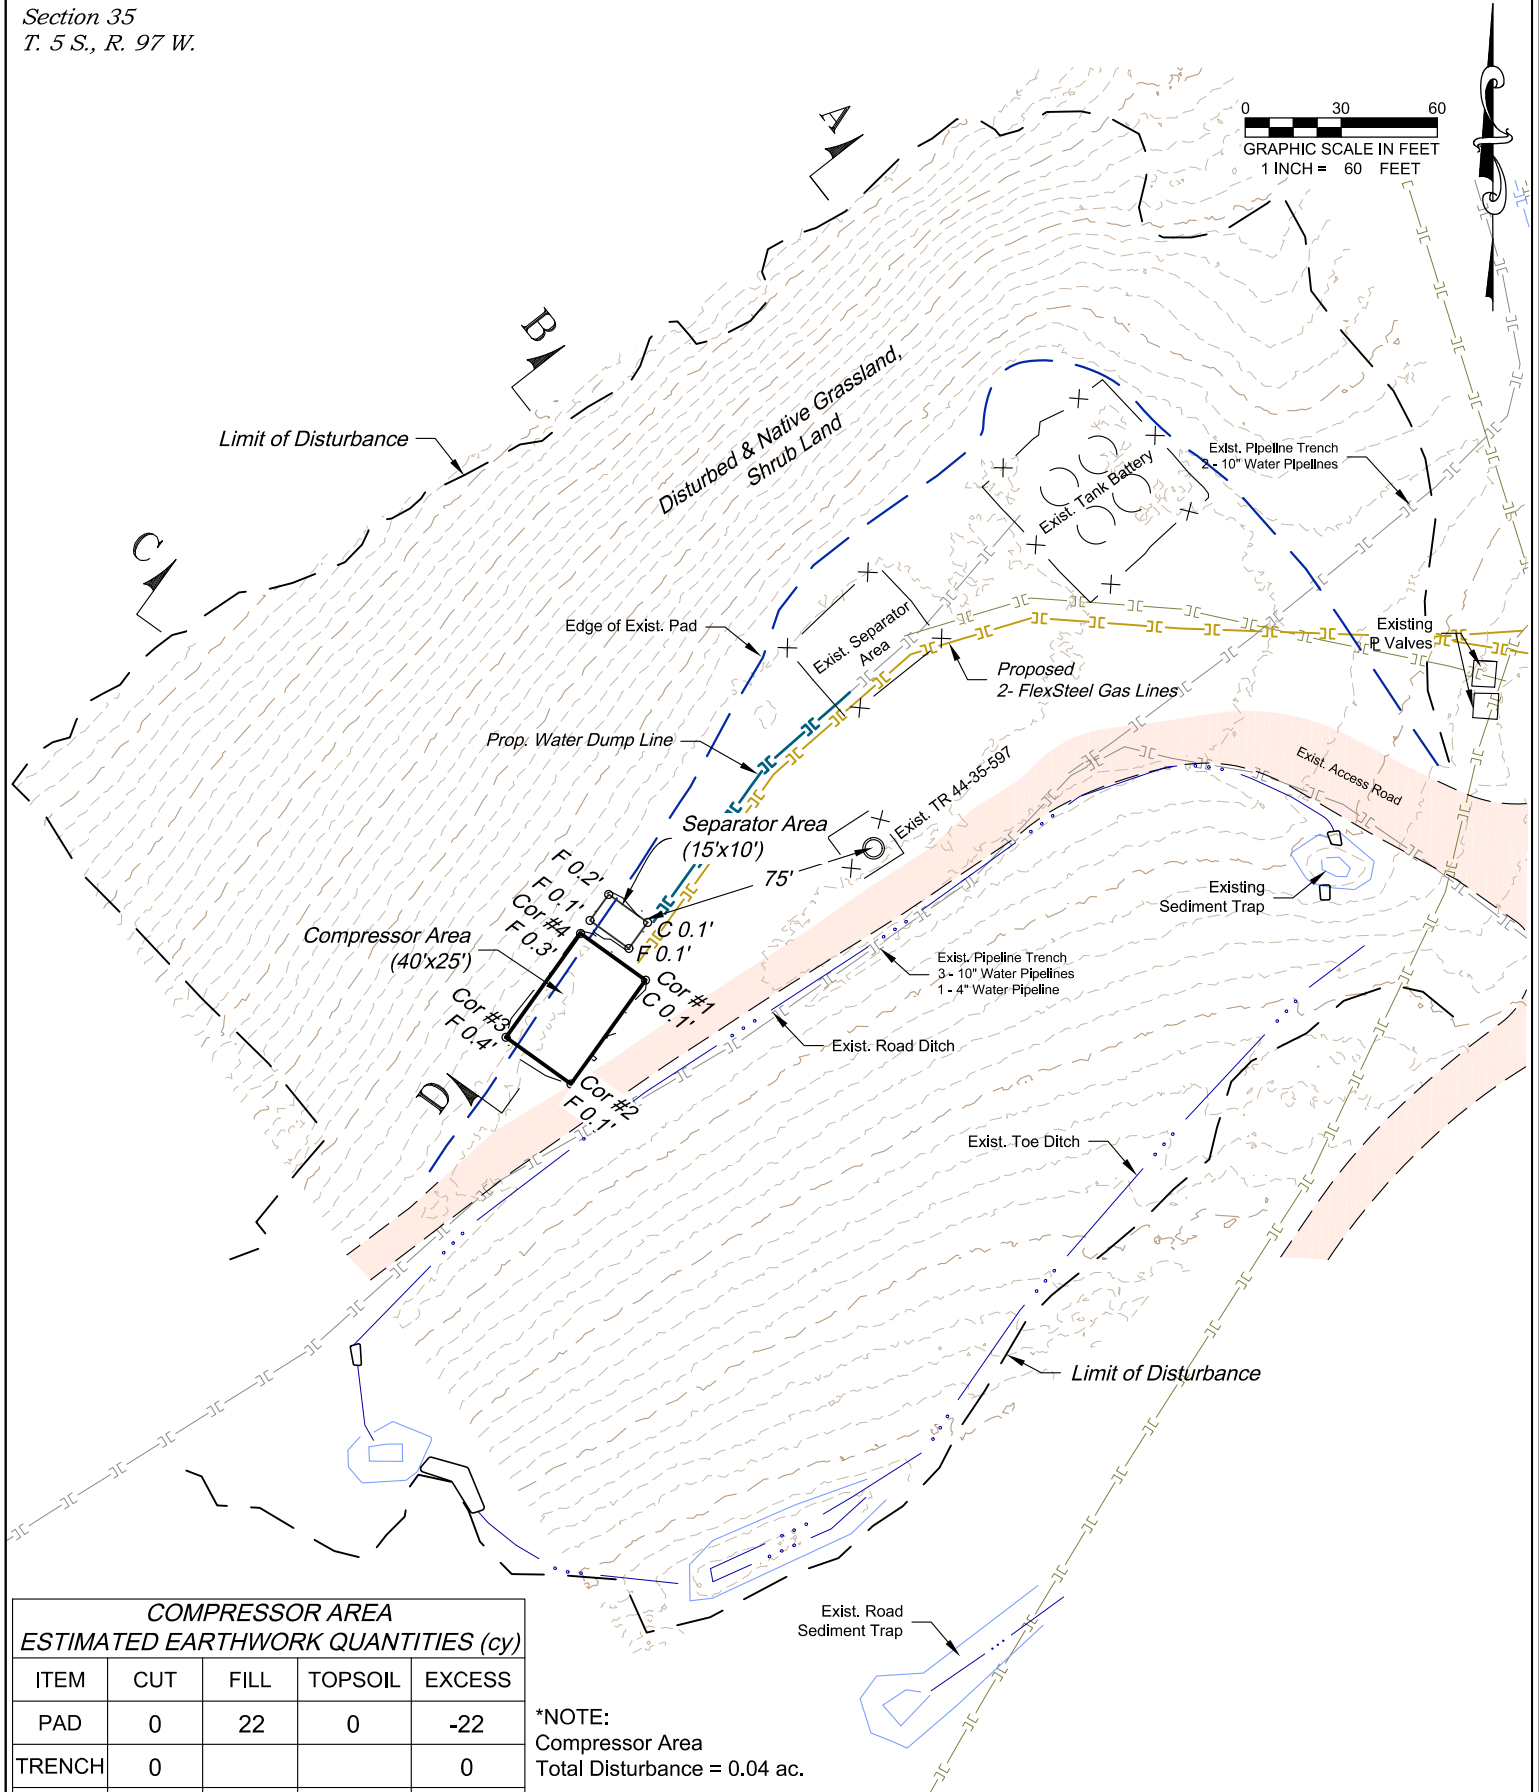 Section 35
T. 5 S., R. 97 W.
0 30 60
GRAPHIC SCALE IN FEET
1 INCH = 60 FEET
A
B
C
Limit of Disturbance
Disturbed & Native Grassland,
Shrub Land
Exist. Pipeline Trench
2 - 10" Water Pipelines
Exist. Tank Battery
Edge of Exist. Pad
Exist. Separator
Area
Existing
P Valves
Proposed
2- FlexSteel Gas Lines
Prop. Water Dump Line
Exist. Access Road
Exist. TR 44-35-597
Separator Area
(15'x10')
75'
F 0.2'
F 0.1'
Cor #4
F 0.3'
C 0.1'
F 0.1'
Existing
Sediment Trap
Compressor Area
(40'x25')
Exist. Pipeline Trench
3 - 10" Water Pipelines
1 - 4" Water Pipeline
Cor #1
C 0.1'
Cor #3
F 0.4'
Exist. Road Ditch
D
Cor #2
F 0.1'
Exist. Toe Ditch
Limit of Disturbance
Exist. Road
Sediment Trap
COMPRESSOR AREA
ESTIMATED EARTHWORK QUANTITIES (cy)
ITEM CUT FILL TOPSOIL EXCESS
PAD 0 22 0 -22
TRENCH 0 0
*NOTE:
Compressor Area
Total Disturbance = 0.04 ac.